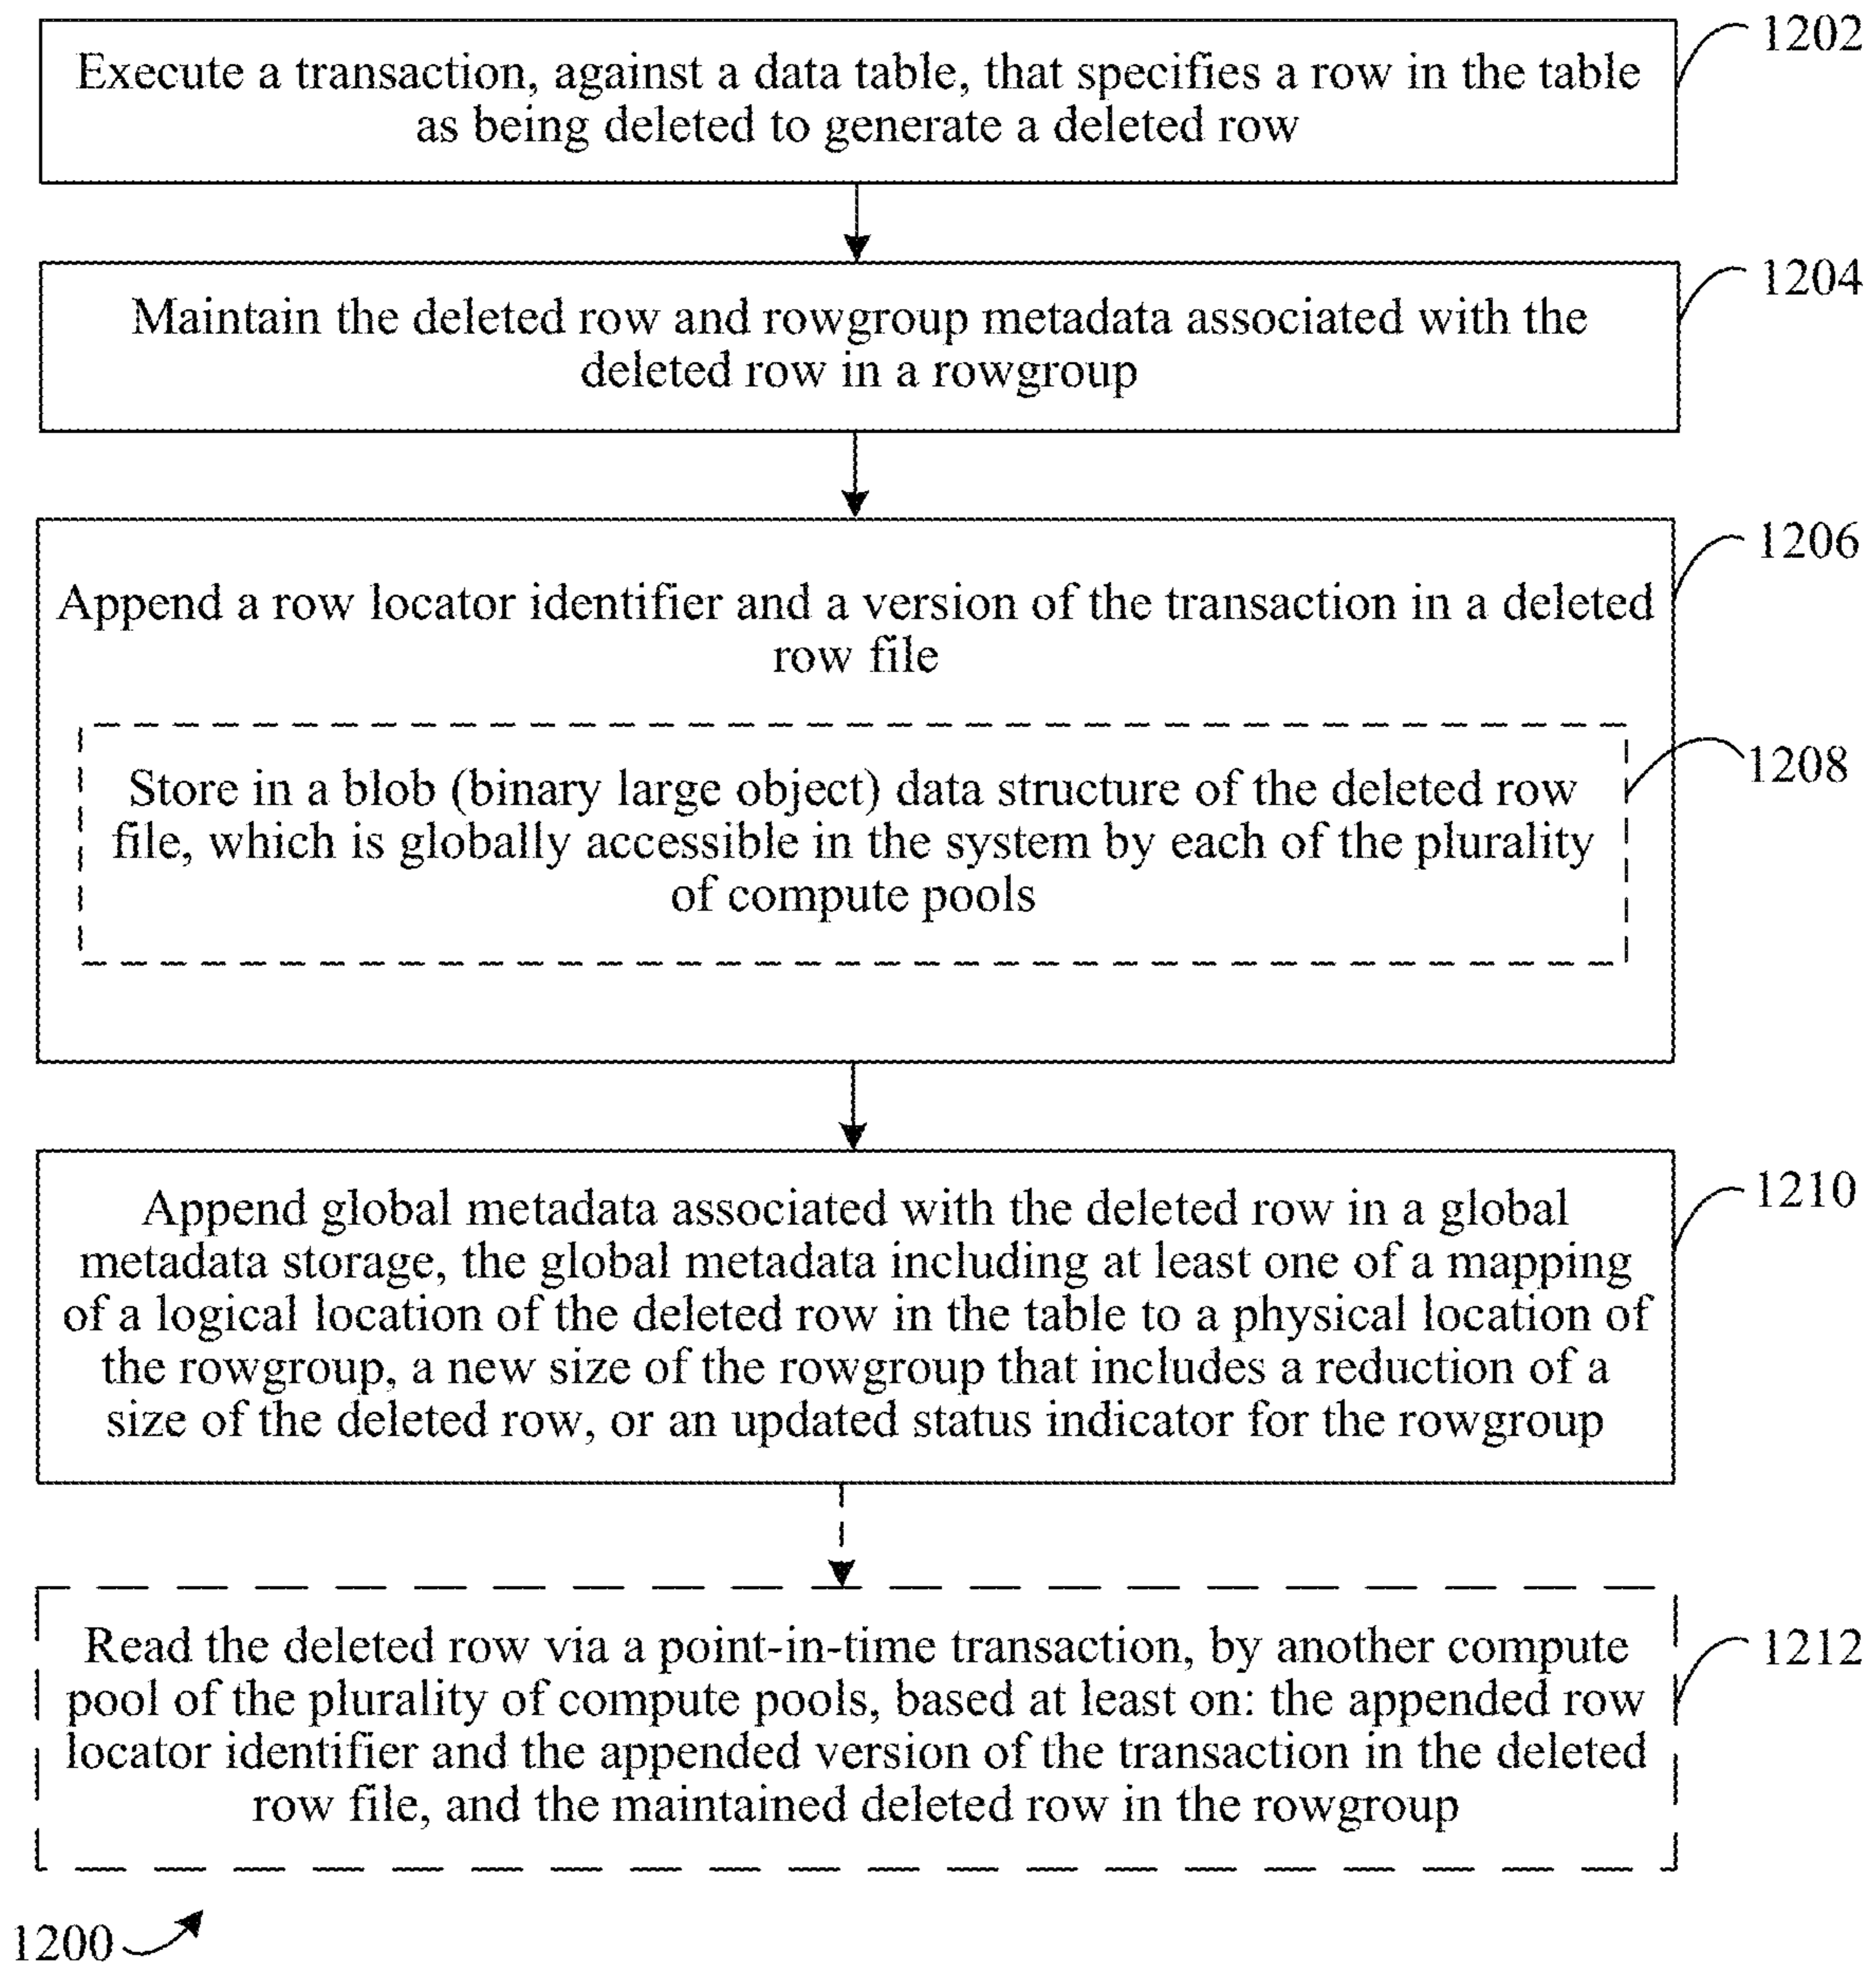 Execute a transaction, against a data table, that specifies a row in the table
as being deleted to generate a deleted row
1202
Maintain the deleted row and rowgroup metadata associated with the
deleted row in a rowgroup
1204
Append a row locator identifier and a version of the transaction in a deleted
row file
1206
Store in a blob (binary large object) data structure of the deleted row
file, which is globally accessible in the system by each of the plurality
of compute pools
1208
Append global metadata associated with the deleted row in a global
metadata storage, the global metadata including at least one of a mapping
of a logical location of the deleted row in the table to a physical location of
the rowgroup, a new size of the rowgroup that includes a reduction of a
size of the deleted row, or an updated status indicator for the rowgroup
1210
Read the deleted row via a point-in-time transaction, by another compute
pool of the plurality of compute pools, based at least on: the appended row
locator identifier and the appended version of the transaction in the deleted
row file, and the maintained deleted row in the rowgroup
1212
1200